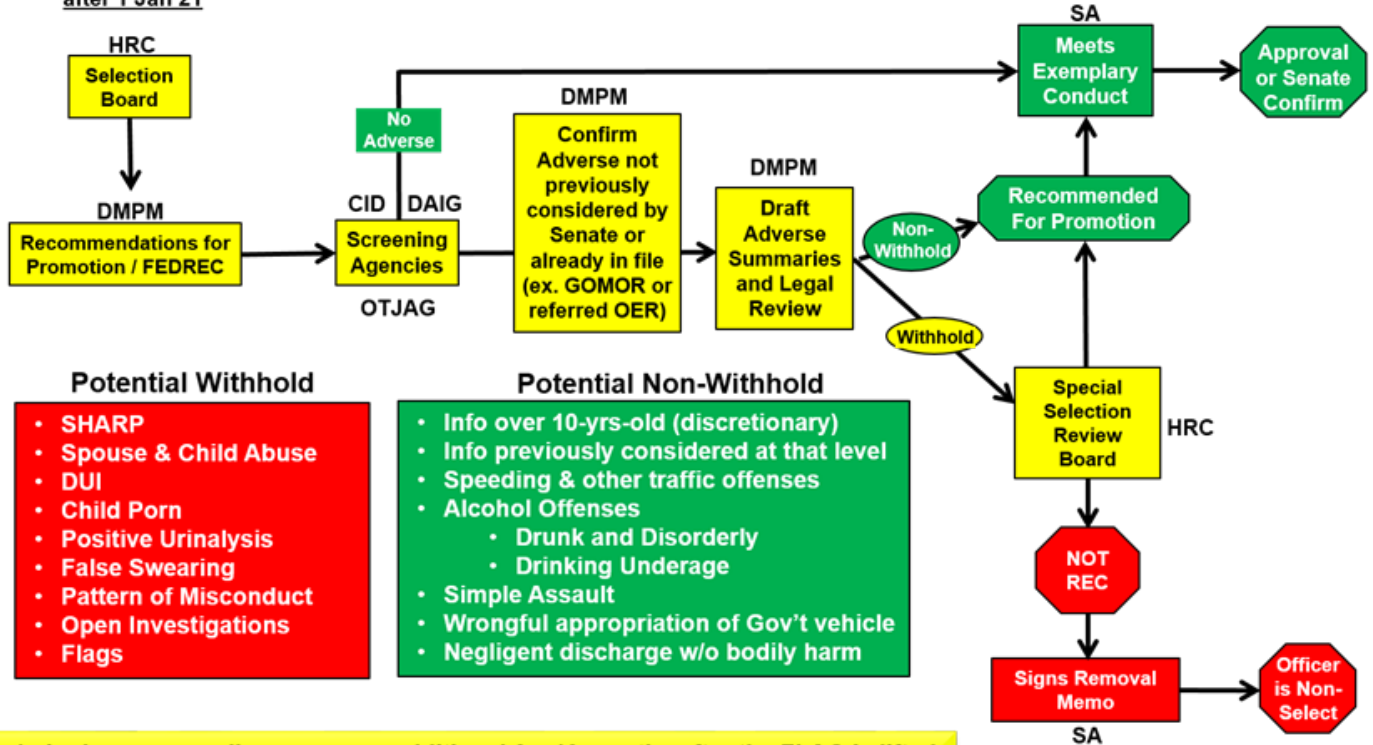 after 1 Jan 21
HRC
Selection
Board
DMPM
Recommendations for
Promotion / FEDREC
No
Adverse
CID DAIG
Screening
Agencies
OTJAG
DMPM
Confirm
Adverse not
previously
considered by
Senate or
already in file
(ex. GOMOR or
referred OER)
DMPM
Draft
Adverse
Summaries
and Legal
Review
Non-
Withhold
Withhold
SA
Meets
Exemplary
Conduct
Approval
or Senate
Confirm
Recommended
For Promotion
Special
Selection
Review
Board
HRC
NOT
REC
Signs Removal
Memo
SA
Officer
is Non-
Select
Potential Withhold
• SHARP
• Spouse & Child Abuse
• DUI
• Child Porn
• Positive Urinalysis
• False Swearing
• Pattern of Misconduct
• Open Investigations
• Flags
Potential Non-Withhold
• Info over 10-yrs-old (discretionary)
• Info previously considered at that level
• Speeding & other traffic offenses
• Alcohol Offenses
• Drunk and Disorderly
• Drinking Underage
• Simple Assault
• Wrongful appropriation of Gov't vehicle
• Negligent discharge w/o bodily harm